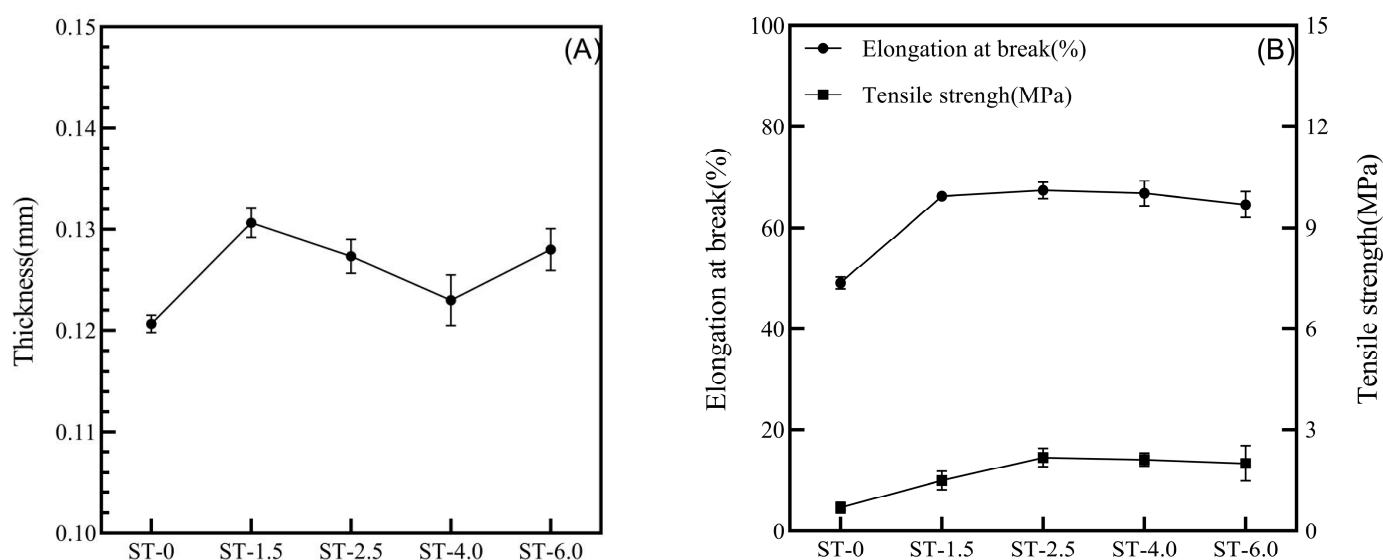 (A)
Thickness(mm)
0.15
0.14
0.13
0.12
0.11
0.10
ST-0 ST-1.5 ST-2.5 ST-4.0 ST-6.0
(B)
Elongation at break(%)
Tensile strengh(MPa)
Elongation at break(%)
100
80
60
40
20
0
15
12
9
6
3
0
Tensile strength(MPa)
ST-0 ST-1.5 ST-2.5 ST-4.0 ST-6.0